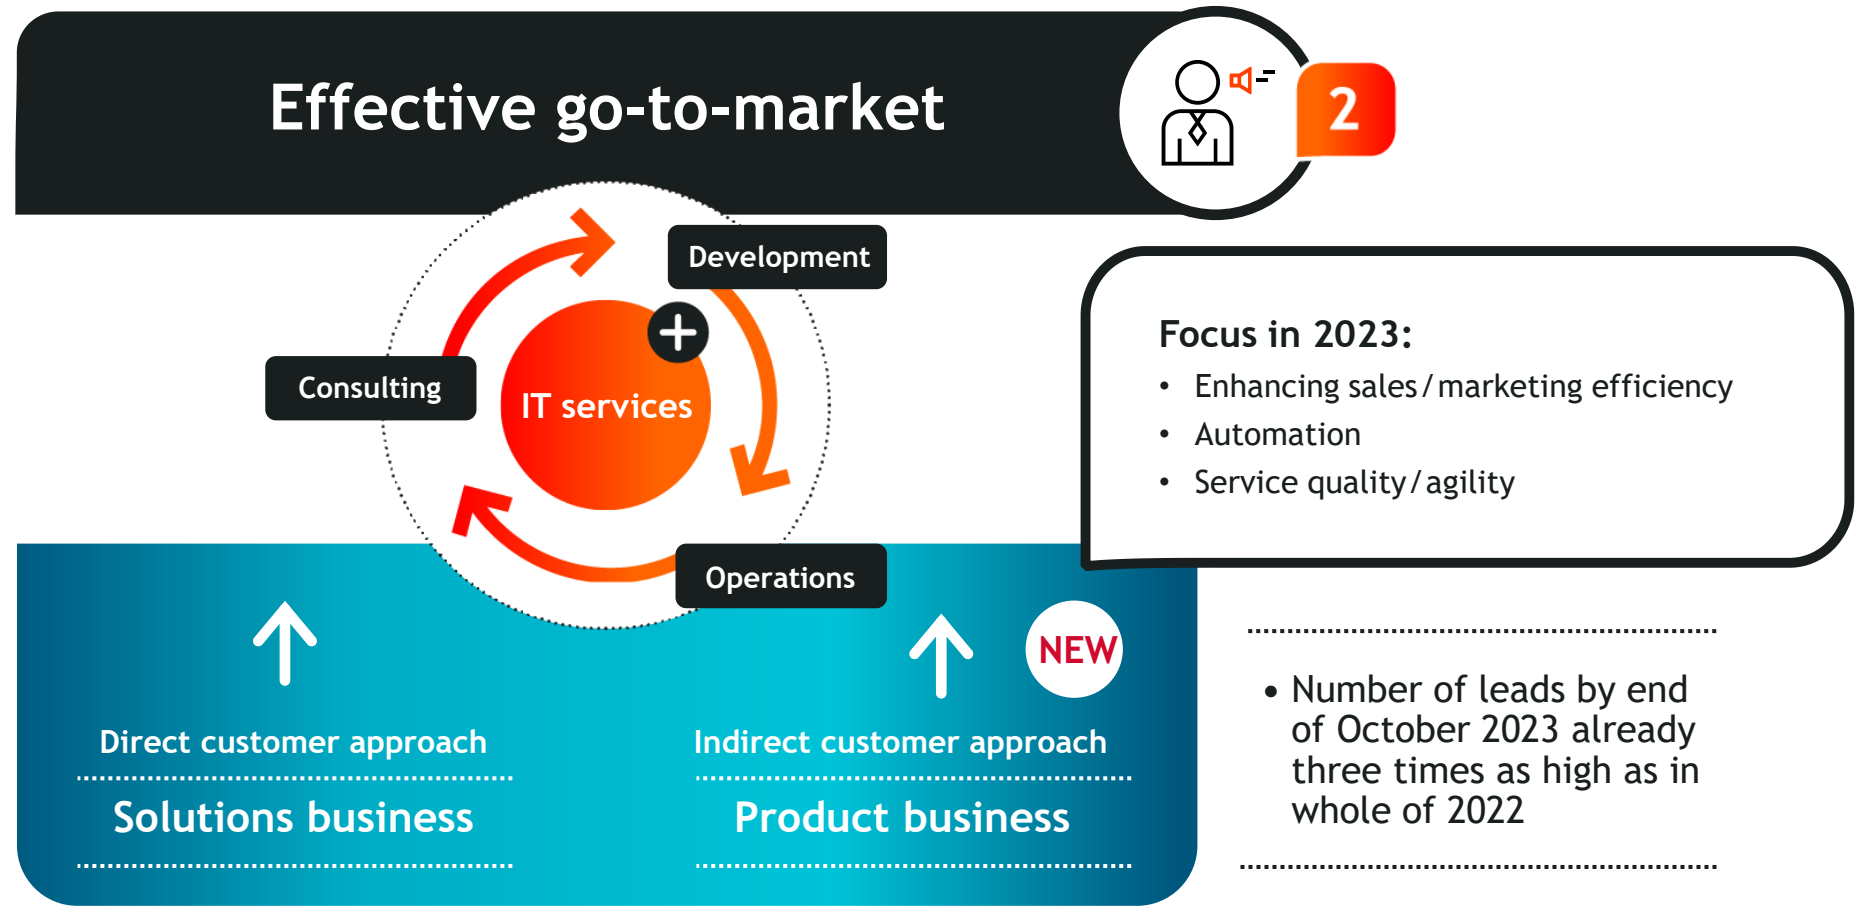 Effective go-to-market
2
Development
Consulting
IT services
Operations
Focus in 2023:
• Enhancing sales/marketing efficiency
• Automation
• Service quality/agility
NEW
Direct customer approach
Solutions business
Indirect customer approach
Product business
• Number of leads by end
of October 2023 already
three times as high as in
whole of 2022